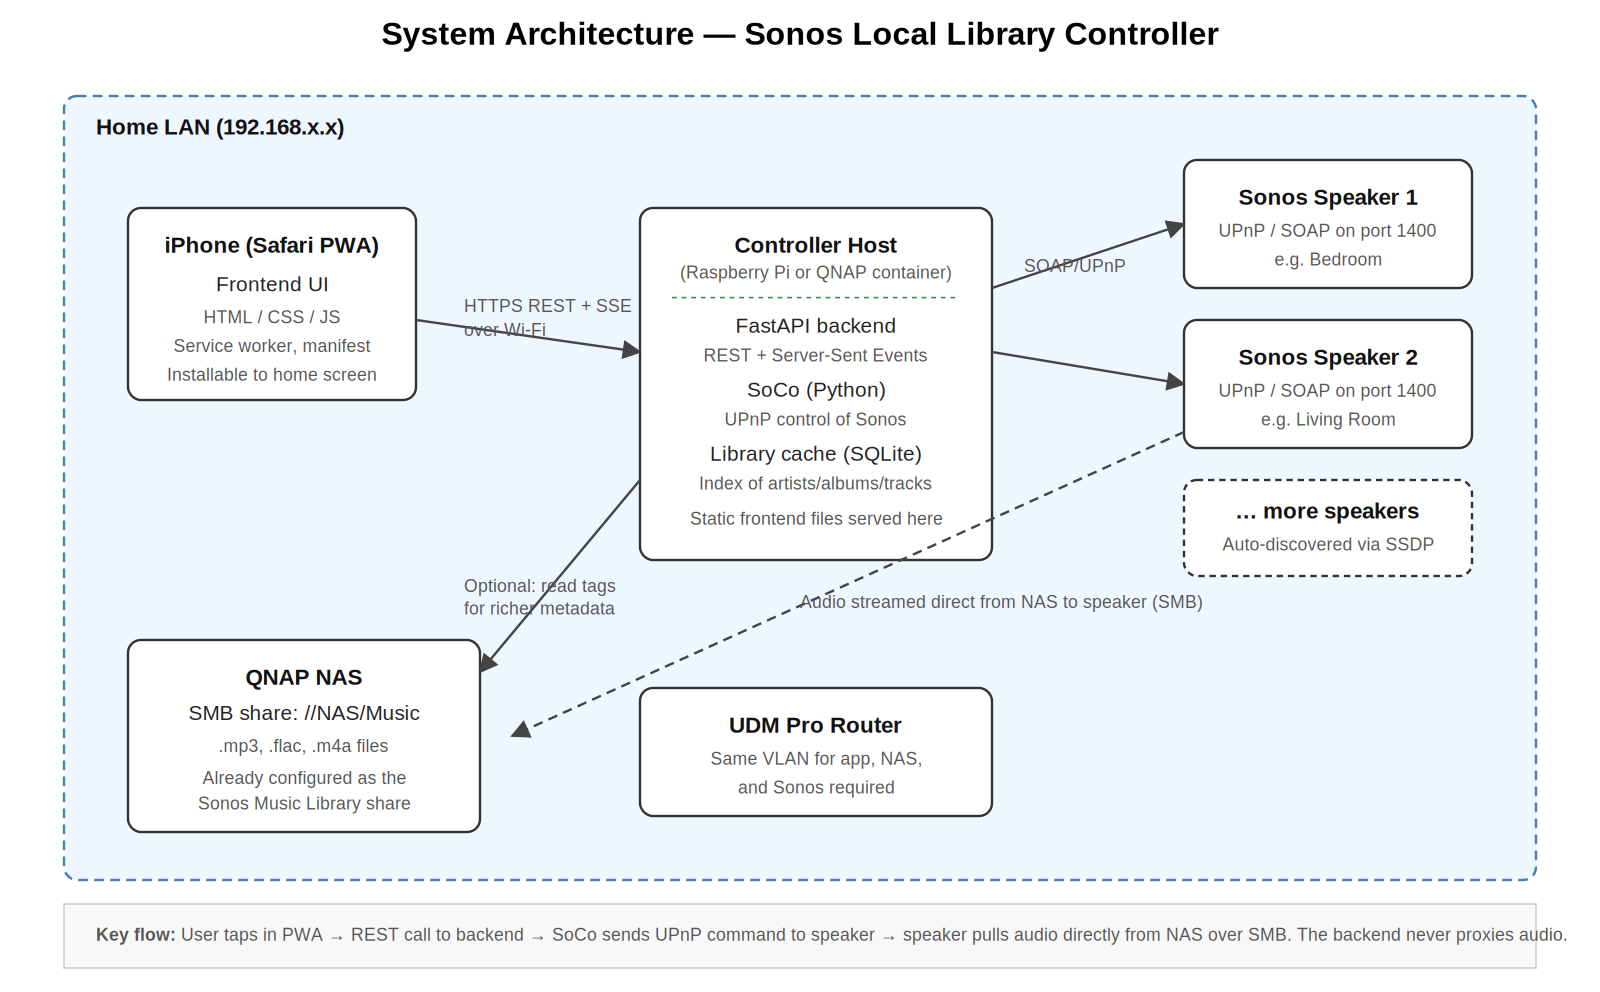 System Architecture — Sonos Local Library Controller
Home LAN (192.168.x.x)
iPhone (Safari PWA)
Frontend UI
HTML / CSS / JS
Service worker, manifest
Installable to home screen
HTTPS REST + SSE
over Wi-Fi
Controller Host
(Raspberry Pi or QNAP container)
FastAPI backend
REST + Server-Sent Events
SoCo (Python)
UPnP control of Sonos
Library cache (SQLite)
Index of artists/albums/tracks
Static frontend files served here
SOAP/UPnP
Sonos Speaker 1
UPnP / SOAP on port 1400
e.g. Bedroom
Sonos Speaker 2
UPnP / SOAP on port 1400
e.g. Living Room
… more speakers
Auto-discovered via SSDP
Optional: read tags
for richer metadata
Audio streamed direct from NAS to speaker (SMB)
QNAP NAS
SMB share: //NAS/Music
.mp3, .flac, .m4a files
Already configured as the
Sonos Music Library share
UDM Pro Router
Same VLAN for app, NAS,
and Sonos required
Key flow: User taps in PWA → REST call to backend → SoCo sends UPnP command to speaker → speaker pulls audio directly from NAS over SMB. The backend never proxies audio.